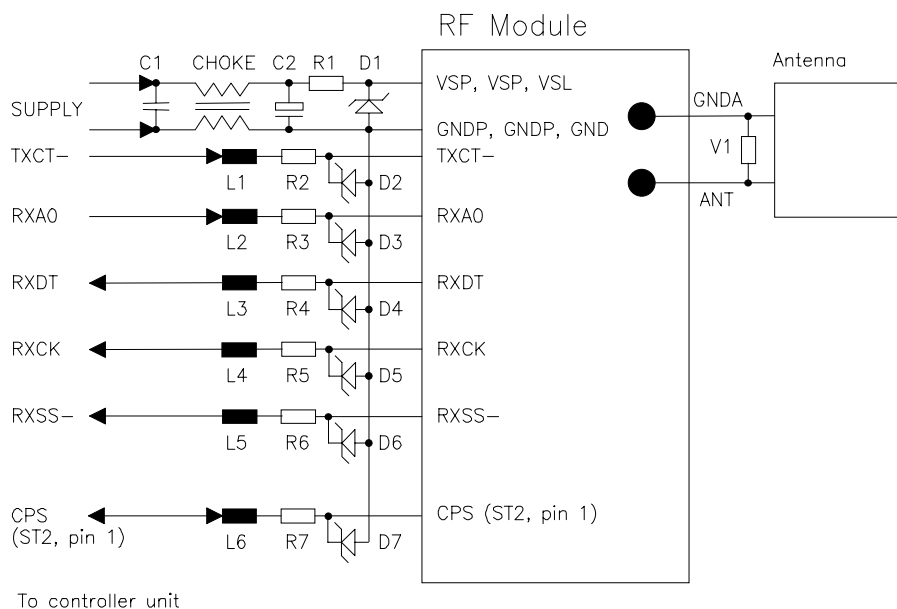 RF Module
C1 CHOKE C2 R1 D1
Antenna
SUPPLY
VSP, VSP, VSL
GNDA
GNDP, GNDP, GND
V1
TXCT-
L1 R2 D2
TXCT-
ANT
RXA0
L2 R3 D3
RXA0
RXDT
L3 R4 D4
RXDT
RXCK
L4 R5 D5
RXCK
RXSS-
L5 R6 D6
RXSS-
CPS
(ST2, pin 1)
L6 R7 D7
CPS (ST2, pin 1)
To controller unit